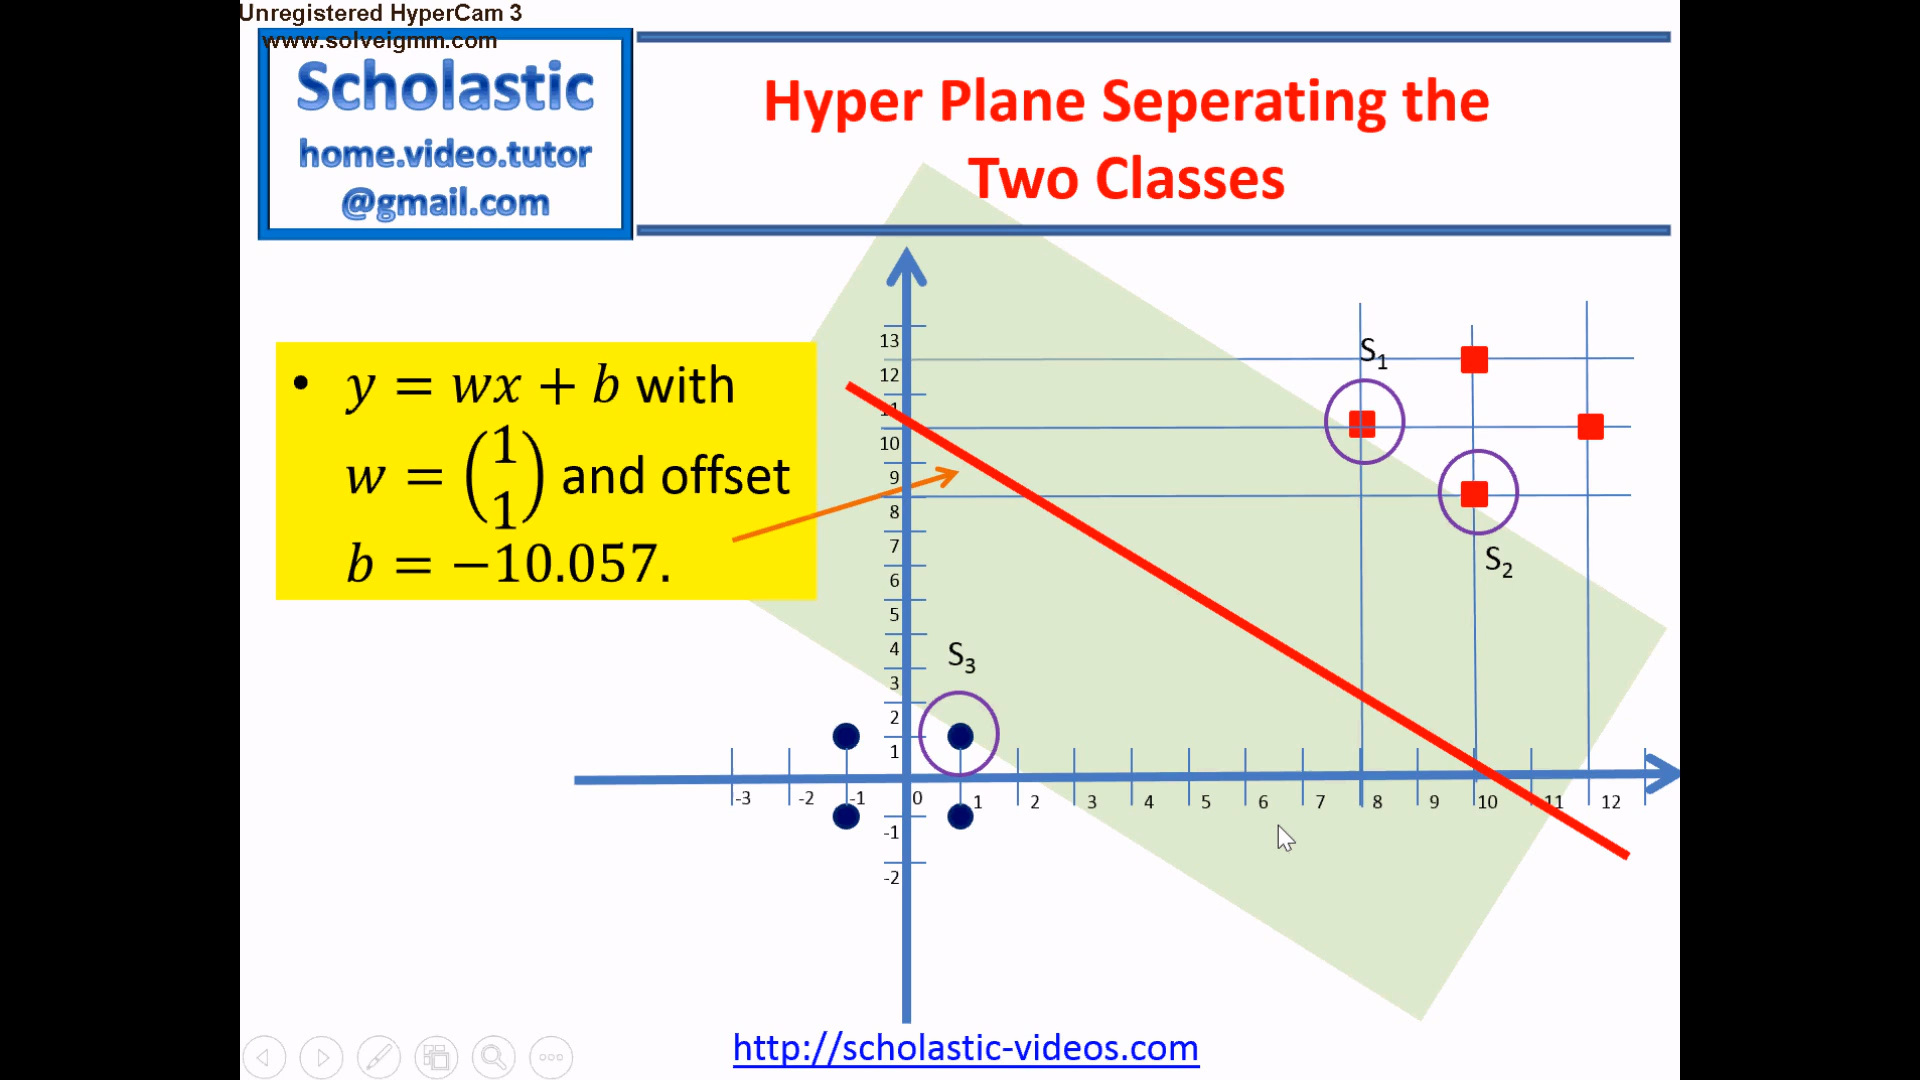 Unregistered HyperCam 3
www.solveigmm.com
Scholastic
home.video.tutor
@gmail.com
Hyper Plane Seperating the
Two Classes
• y = wx + b with
w = (1 1) and offset
b = −10.057.
13
12
11
10
9
8
7
6
5
4
3
2
1
-1
-2
S1
S2
S3
-3 -2 -1 0 1 2 3 4 5 6 7 8 9 10 11 12
http://scholastic-videos.com